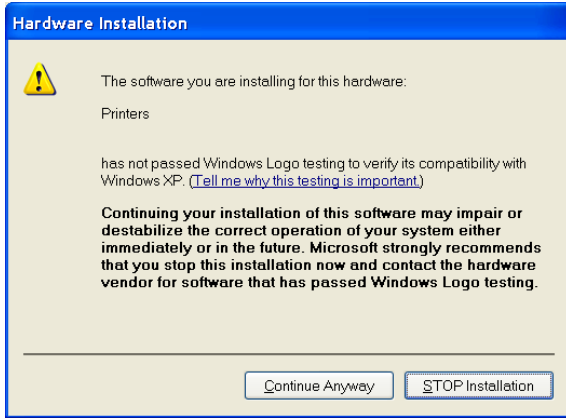 Hardware Installation
The software you are installing for this hardware:
Printers
has not passed Windows Logo testing to verify its compatibility with
Windows XP. (Tell me why this testing is important.)
Continuing your installation of this software may impair or
destabilize the correct operation of your system either
immediately or in the future. Microsoft strongly recommends
that you stop this installation now and contact the hardware
vendor for software that has passed Windows Logo testing.
Continue Anyway
STOP Installation